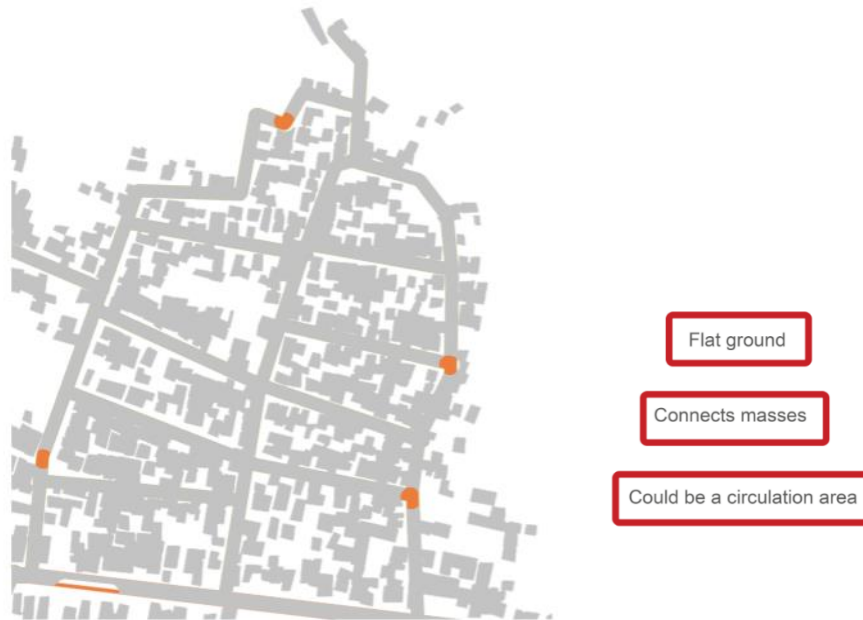 Flat ground
Connects masses
Could be a circulation area